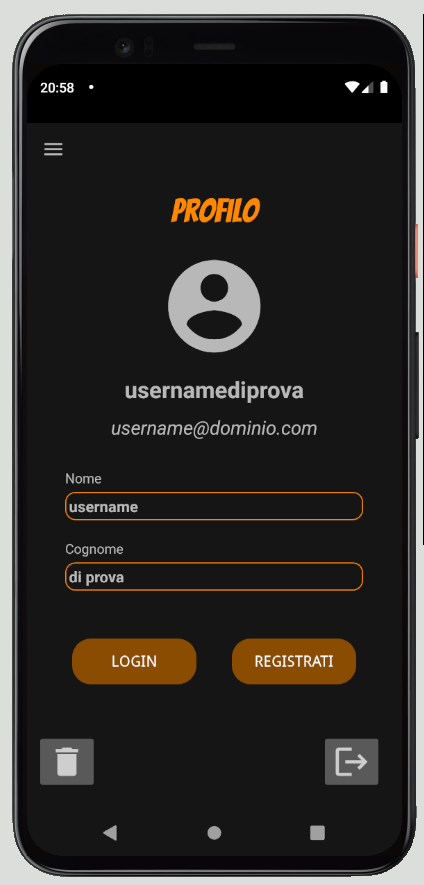 20:58
PROFILO
usernamediprova
username@dominio.com
Nome
username
Cognome
di prova
LOGIN
REGISTRATI